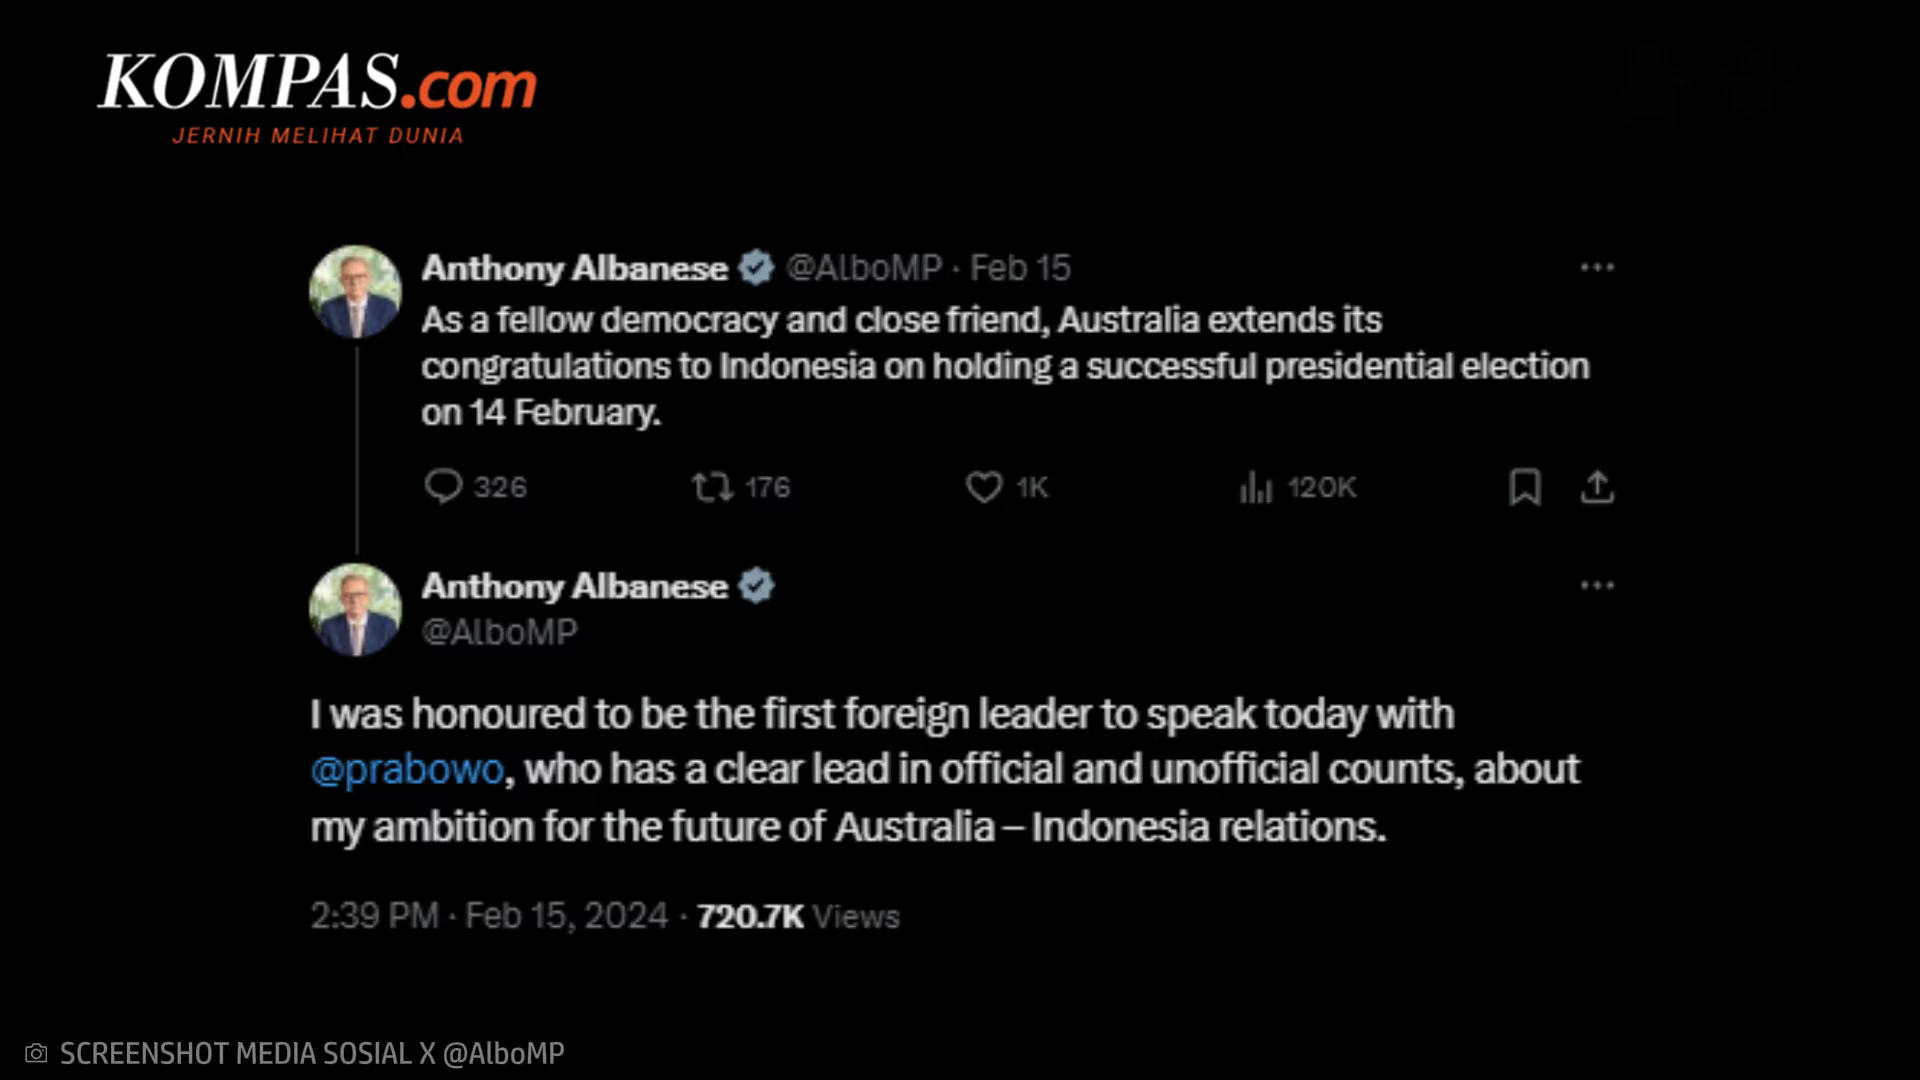 KOMPAS.com
JERNIH MELIHAT DUNIA
Anthony Albanese @AlboMP · Feb 15
As a fellow democracy and close friend, Australia extends its
congratulations to Indonesia on holding a successful presidential election
on 14 February.
326 176 1K 120K
Anthony Albanese
@AlboMP
I was honoured to be the first foreign leader to speak today with
@prabowo, who has a clear lead in official and unofficial counts, about
my ambition for the future of Australia – Indonesia relations.
2:39 PM · Feb 15, 2024 · 720.7K Views
SCREENSHOT MEDIA SOSIAL X @AlboMP